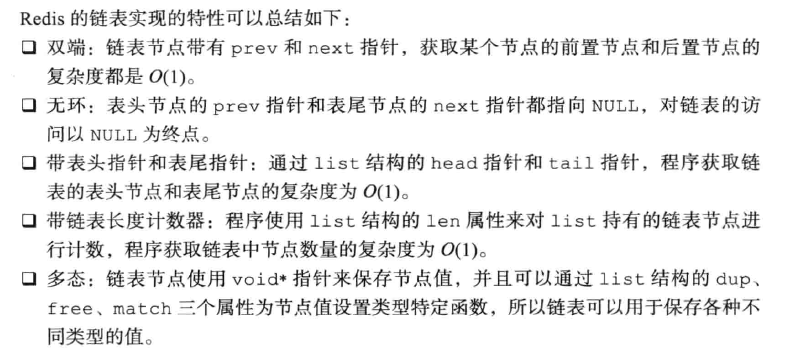 Redis 的链表实现的特性可以总结如下：
❑ 双端：链表节点带有 prev 和 next 指针，获取某个节点的前置节点和后置节点的
复杂度都是 O(1)。
❑ 无环：表头节点的 prev 指针和表尾节点的 next 指针都指向 NULL，对链表的访
问以 NULL 为终点。
❑ 带表头指针和表尾指针：通过 list 结构的 head 指针和 tail 指针，程序获取链
表的表头节点和表尾节点的复杂度为 O(1)。
❑ 带链表长度计数器：程序使用 list 结构的 len 属性来对 list 持有的链表节点进
行计数，程序获取链表中节点数量的复杂度为 O(1)。
❑ 多态：链表节点使用 void* 指针来保存节点值，并且可以通过 list 结构的 dup、
free、match 三个属性为节点值设置类型特定函数，所以链表可以用于保存各种不
同类型的值。